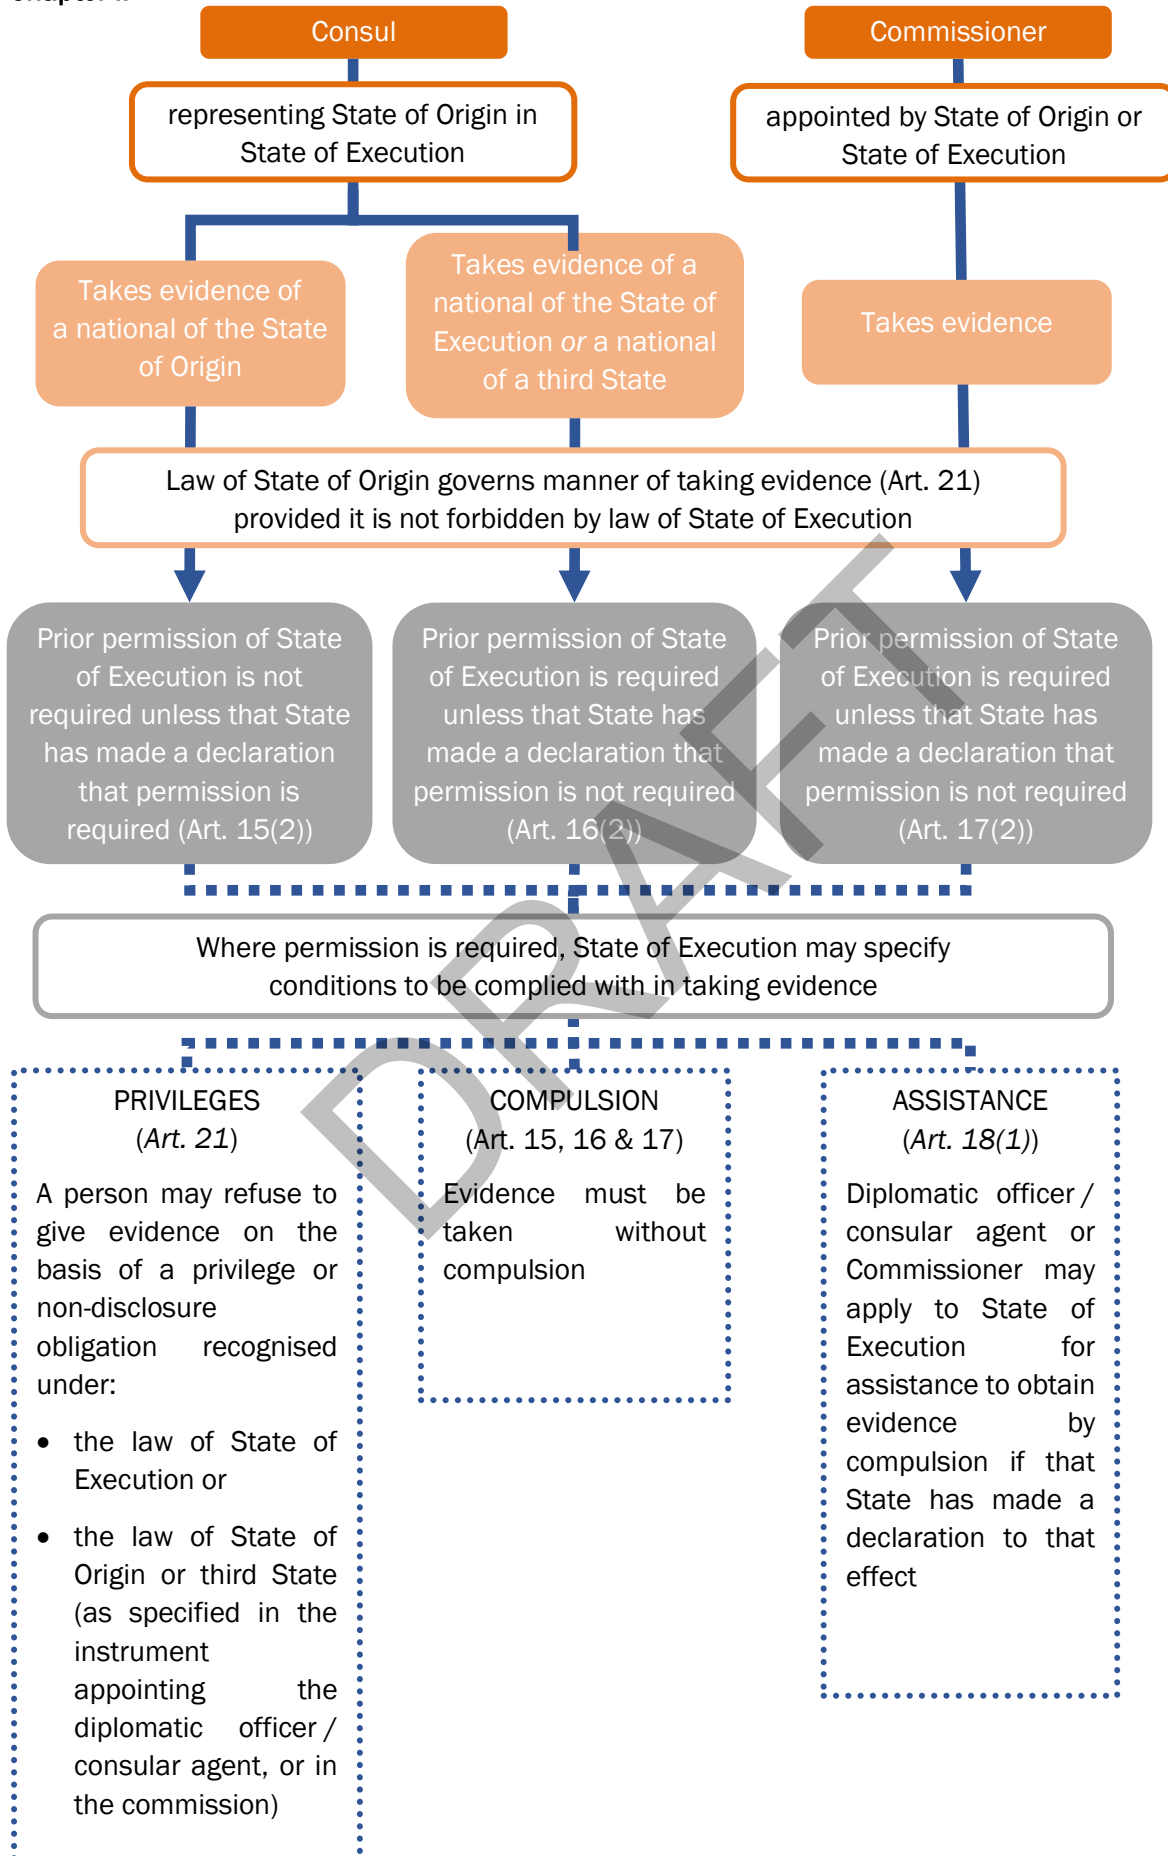 Consul
Commissioner
representing State of Origin in
State of Execution
appointed by State of Origin or
State of Execution
Takes evidence of
a national of the State
of Origin
Takes evidence of a
national of the State of
Execution or a national
of a third State
Takes evidence
Law of State of Origin governs manner of taking evidence (Art. 21)
provided it is not forbidden by law of State of Execution
Prior permission of State
of Execution is not
required unless that State
has made a declaration
that permission is
required (Art. 15(2))
Prior permission of State
of Execution is required
unless that State has
made a declaration that
permission is not required
(Art. 16(2))
Prior permission of State
of Execution is required
unless that State has
made a declaration that
permission is not required
(Art. 17(2))
Where permission is required, State of Execution may specify
conditions to be complied with in taking evidence
PRIVILEGES
(Art. 21)
A person may refuse to
give evidence on the
basis of a privilege or
non-disclosure
obligation recognised
under:
• the law of State of
Execution or
• the law of State of
Origin or third State
(as specified in the
instrument
appointing the
diplomatic officer /
consular agent, or in
the commission)
COMPULSION
(Art. 15, 16 & 17)
Evidence must be
taken without
compulsion
ASSISTANCE
(Art. 18(1))
Diplomatic officer /
consular agent or
Commissioner may
apply to State of
Execution for
assistance to obtain
evidence by
compulsion if that
State has made a
declaration to that
effect
DRAFT